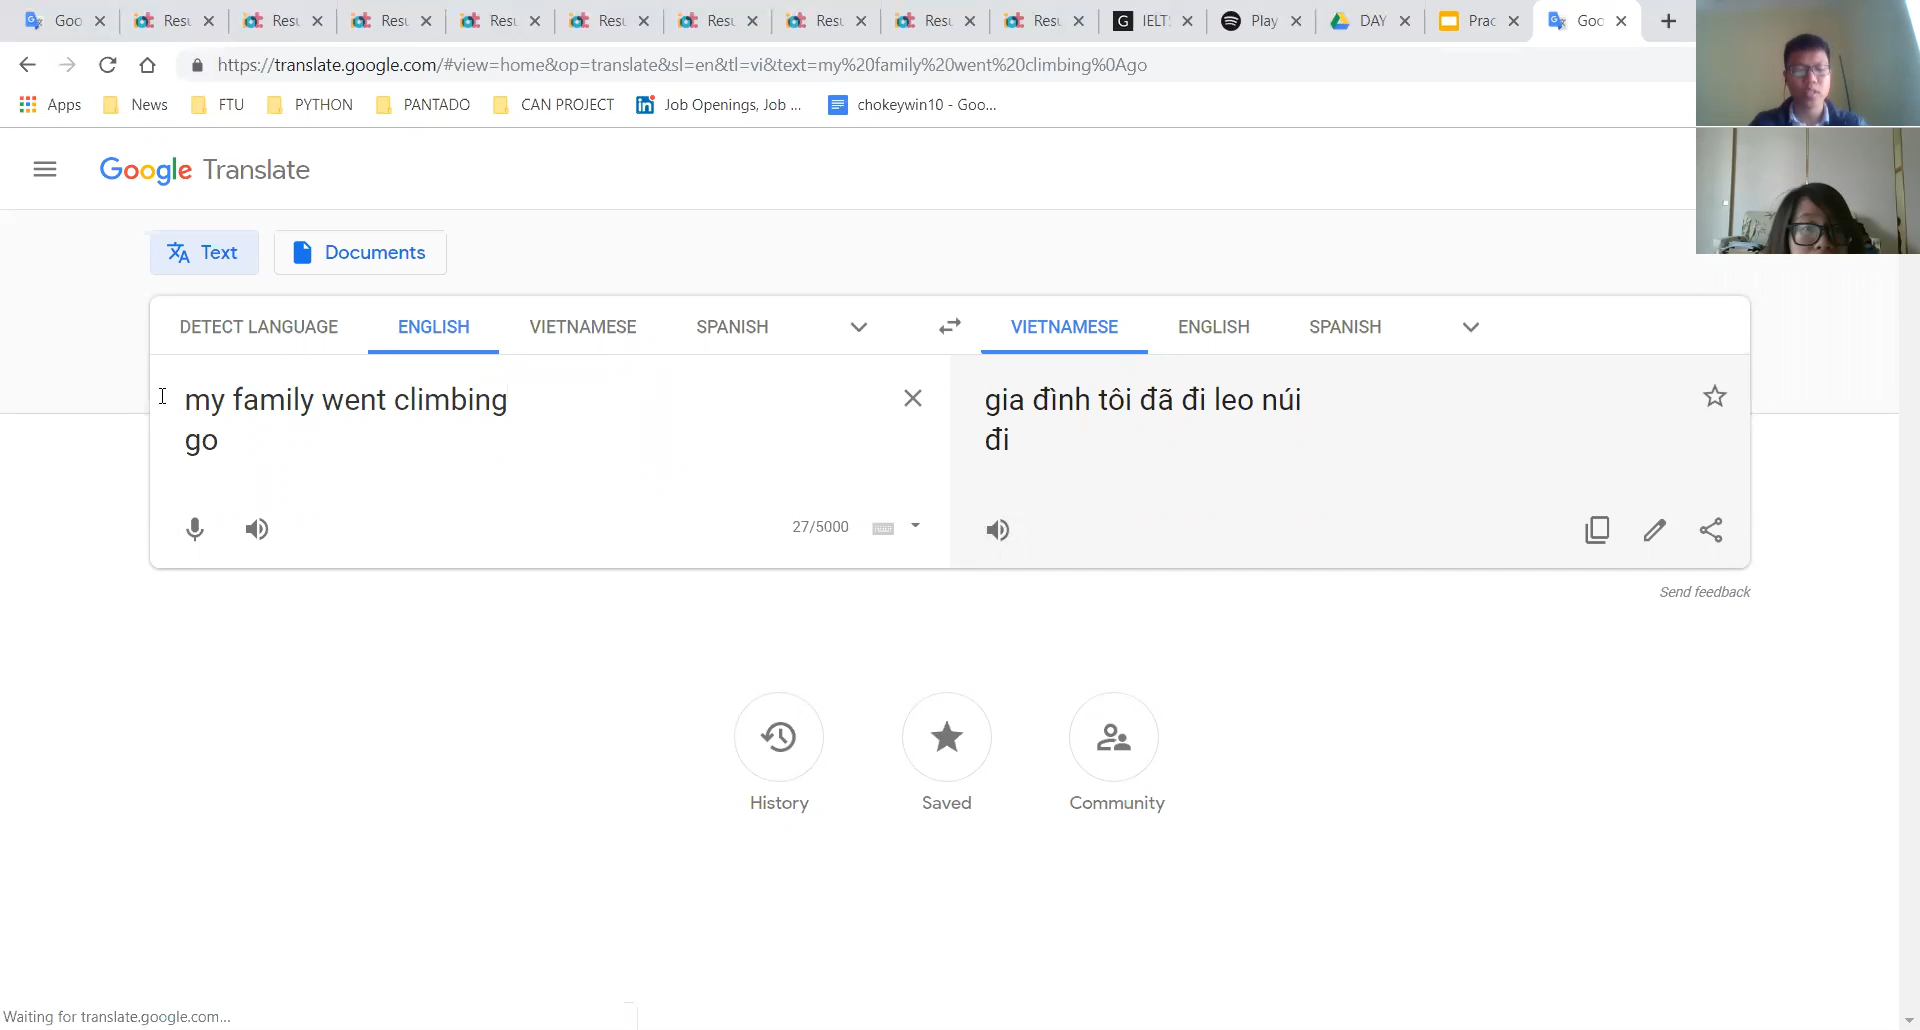 Goo
Resu
Resu
Resu
Resu
Resu
Resu
Resu
Resu
Resu
IELT
Play
DAY
Prac
Goo
https://translate.google.com/#view=home&op=translate&sl=en&tl=vi&text=my%20family%20went%20climbing%0Ago
Apps News FTU PYTHON PANTADO CAN PROJECT Job Openings, Job ... chokeywin10 - Goo...
Google Translate
Text Documents
DETECT LANGUAGE ENGLISH VIETNAMESE SPANISH
VIETNAMESE ENGLISH SPANISH
my family went climbing
go
27/5000
gia đình tôi đã đi leo núi
đi
Send feedback
History Saved Community
Waiting for translate.google.com...